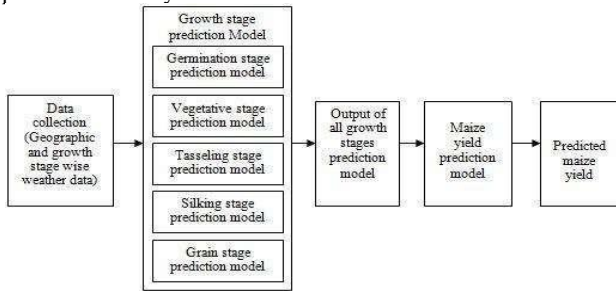 Data
collection
(Geographic
and growth
stage wise
weather data)
Growth stage
prediction Model
Germination stage
prediction model
Vegetative stage
prediction model
Tasseling stage
prediction model
Silking stage
prediction model
Grain stage
prediction model
Output of
all growth
stages
prediction
model
Maize
yield
prediction
model
Predicted
maize
yield